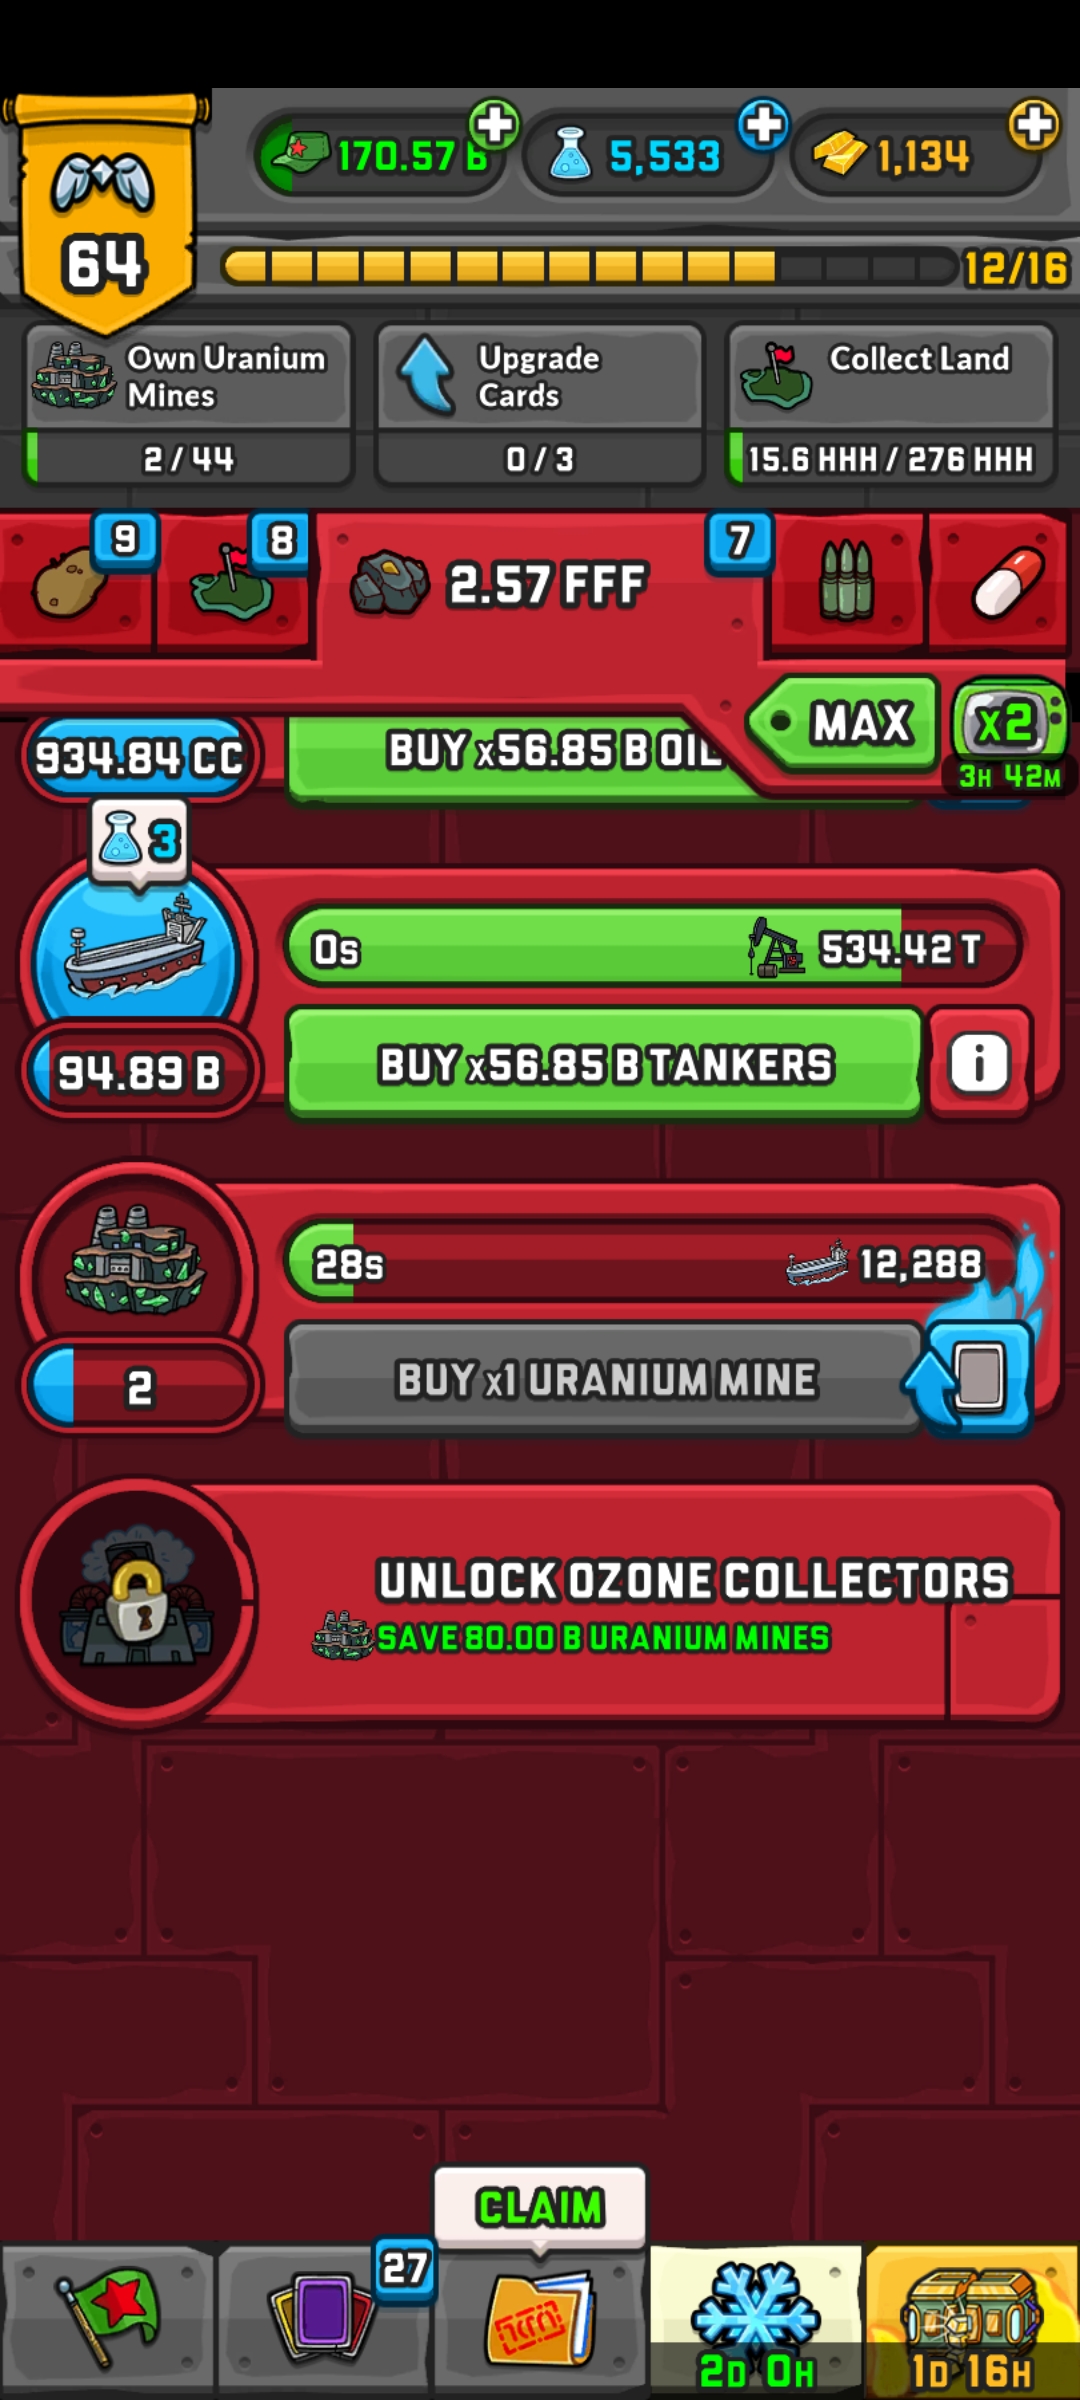 170.57 B
5,533
1,134
64
12/16
Own Uranium
Mines
2 / 44
Upgrade
Cards
0 / 3
Collect Land
15.6 HHH / 276 HHH
9
8
2.57 FFF
7
MAX
x2
3H 42M
934.84 CC
BUY x56.85 B OIL
3
0s
534.42 T
94.89 B
BUY x56.85 B TANKERS
i
28s
12,288
2
BUY x1 URANIUM MINE
UNLOCK OZONE COLLECTORS
SAVE 80.00 B URANIUM MINES
CLAIM
27
2D 0H
1D 16H